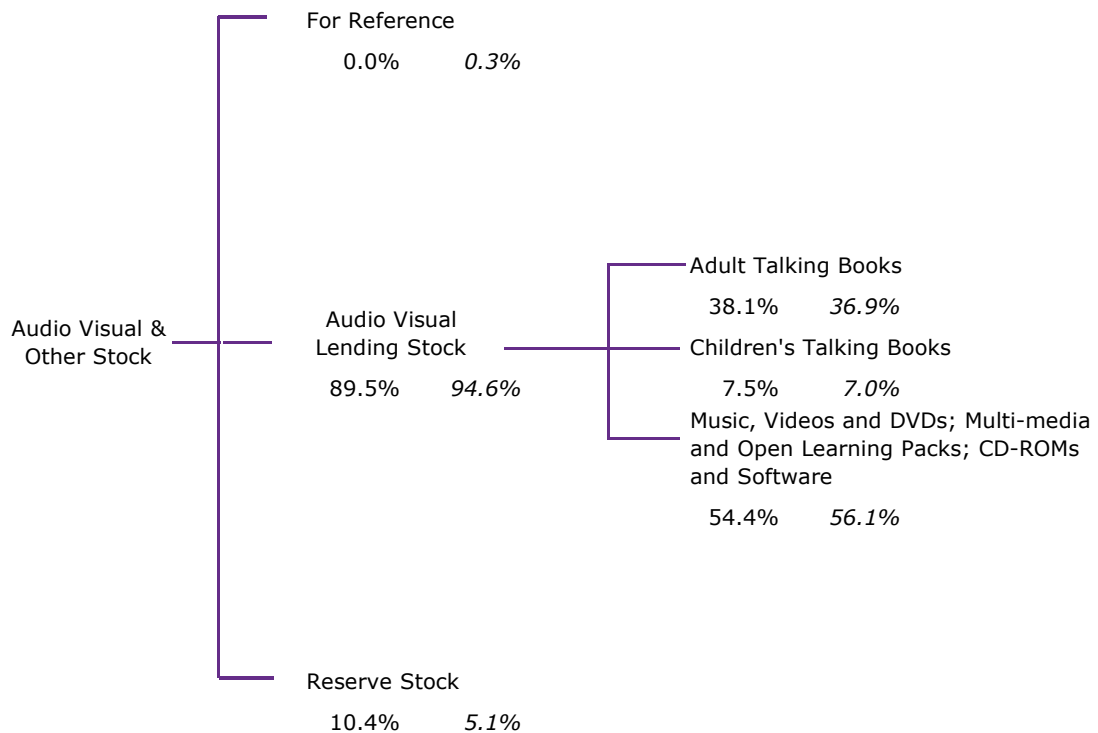 For Reference
0.0% 0.3%
Audio Visual &
Other Stock
Audio Visual
Lending Stock
89.5% 94.6%
Adult Talking Books
38.1% 36.9%
Children's Talking Books
7.5% 7.0%
Music, Videos and DVDs; Multi-media
and Open Learning Packs; CD-ROMs
and Software
54.4% 56.1%
Reserve Stock
10.4% 5.1%